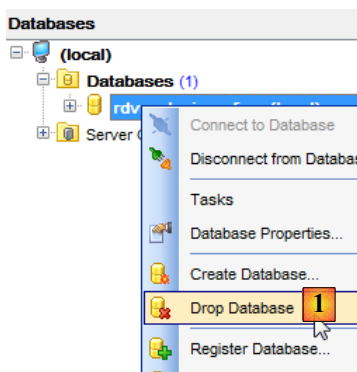 Databases
(local)
Databases (1)
Server
Connect to Database
Disconnect from Databas
Tasks
Database Properties...
Create Database...
Drop Database 1
Register Database...